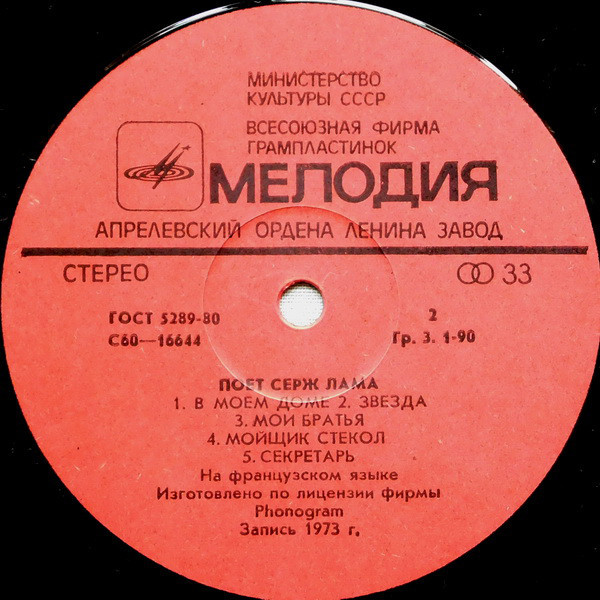 МИНИСТЕРСТВО
КУЛЬТУРЫ СССР
ВСЕСОЮЗНАЯ ФИРМА
ГРАМПЛАСТИНОК
МЕЛОДИЯ
АПРЕЛЕВСКИЙ ОРДЕНА ЛЕНИНА ЗАВОД
СТЕРЕО 33
ГОСТ 5289-80 2
С60—16644 Гр. 3. 1-90
ПОЕТ СЕРЖ ЛАМА
1. В МОЕМ ДОМЕ 2. ЗВЕЗДА
3. МОИ БРАТЬЯ
4. МОЙЩИК СТЕКОЛ
5. СЕКРЕТАРЬ
На французском языке
Изготовлено по лицензии фирмы
Phonogram
Запись 1973 г.